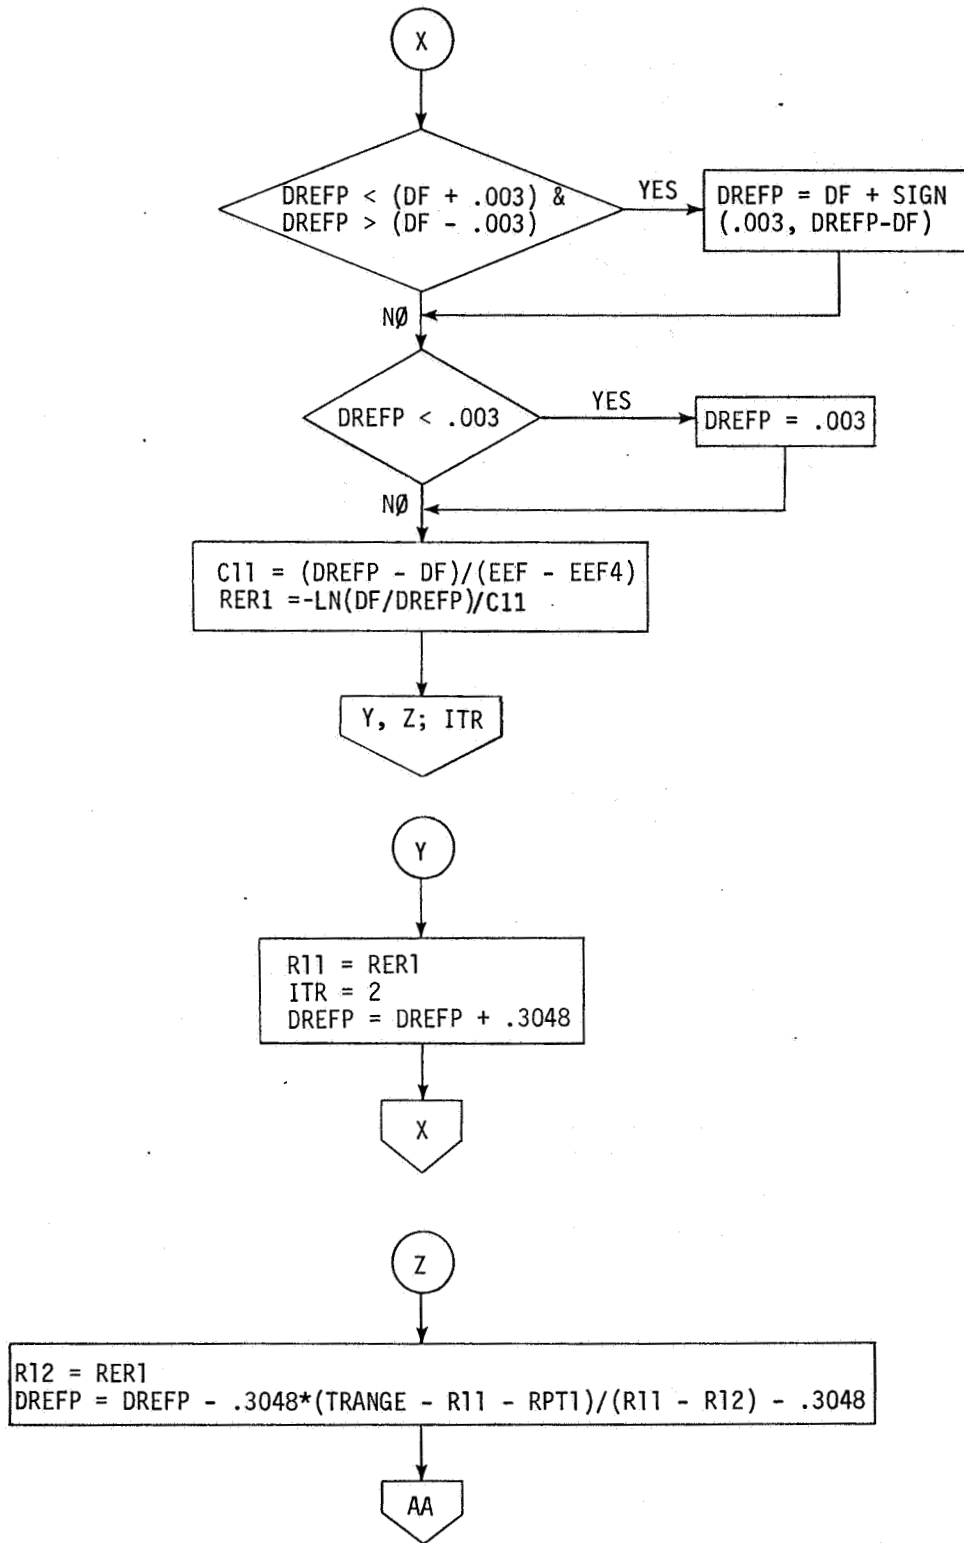 X
DREFP < (DF + .003) &
DREFP > (DF - .003)
YES
DREFP = DF + SIGN
(.003, DREFP-DF)
NØ
DREFP < .003
YES
DREFP = .003
NØ
C11 = (DREFP - DF)/(EEF - EEF4)
RER1 =-LN(DF/DREFP)/C11
Y, Z; ITR
Y
R11 = RER1
ITR = 2
DREFP = DREFP + .3048
X
Z
R12 = RER1
DREFP = DREFP - .3048*(TRANGE - R11 - RPT1)/(R11 - R12) - .3048
AA